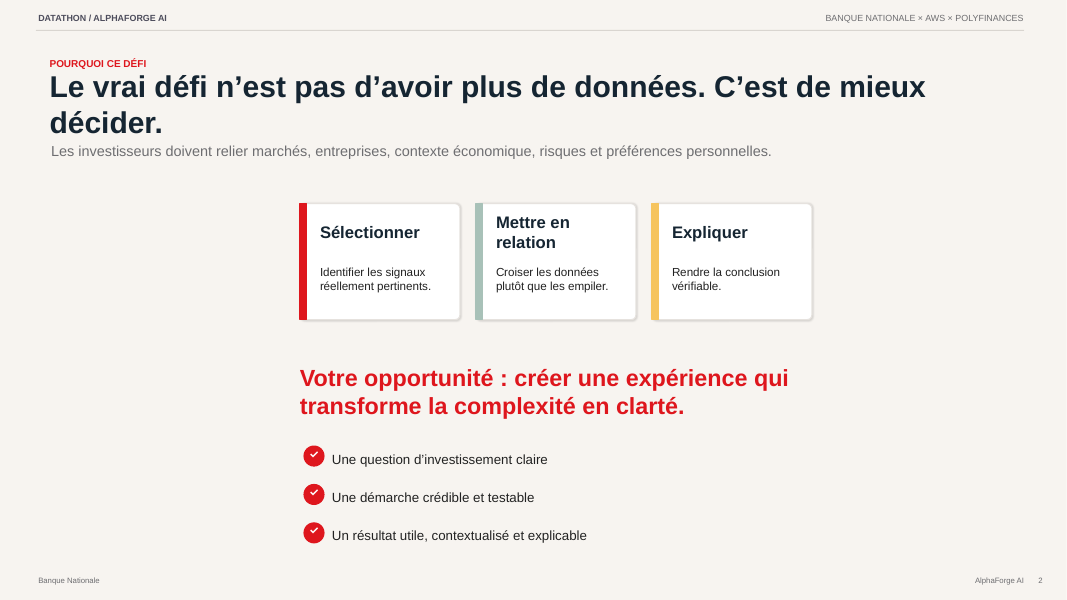 DATATHON / ALPHAFORGE AI
BANQUE NATIONALE × AWS × POLYFINANCES
POURQUOI CE DÉFI
Le vrai défi n’est pas d’avoir plus de données. C’est de mieux
décider.
Les investisseurs doivent relier marchés, entreprises, contexte économique, risques et préférences personnelles.
Sélectionner
Identifier les signaux
réellement pertinents.
Mettre en
relation
Croiser les données
plutôt que les empiler.
Expliquer
Rendre la conclusion
vérifiable.
Votre opportunité : créer une expérience qui
transforme la complexité en clarté.
Une question d’investissement claire
Une démarche crédible et testable
Un résultat utile, contextualisé et explicable
Banque Nationale
AlphaForge AI 2